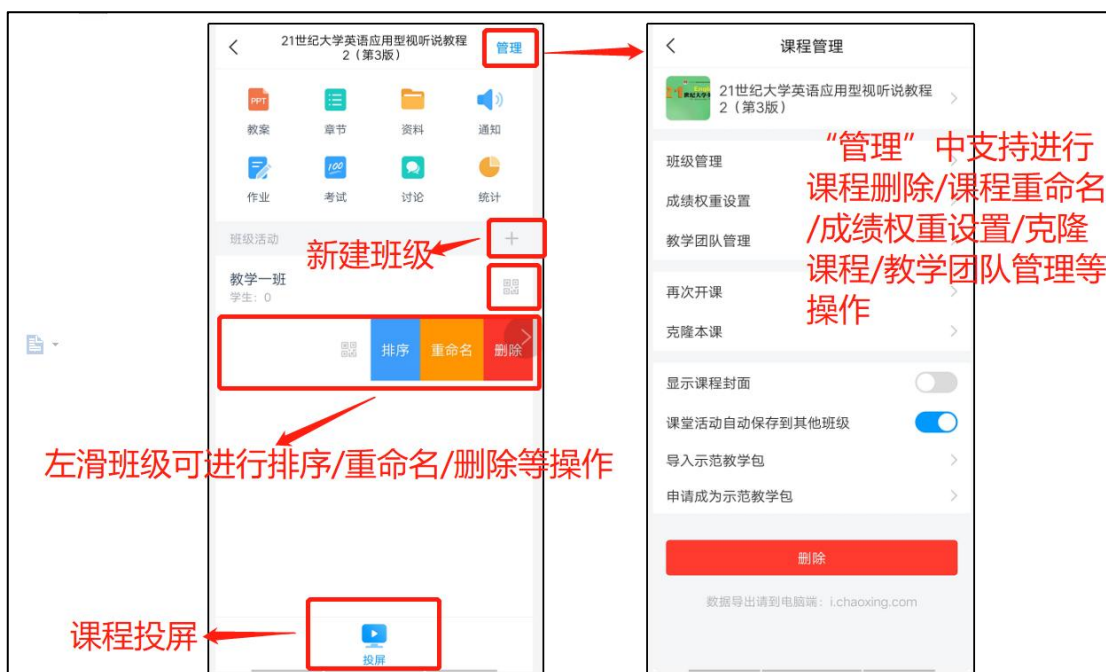 21世纪大学英语应用型视听说教程
2（第3版）
管理
PPT
教案
章节
资料
通知
100
作业
考试
讨论
统计
班级活动
新建班级
教学一班
学生：0
排序
重命名
删除
左滑班级可进行排序/重命名/删除等操作
课程投屏
投屏
课程管理
21世纪大学英语应用型视听说教程
2（第3版）
“管理”中支持进行
课程删除/课程重命名
/成绩权重设置/克隆
课程/教学团队管理等
操作
班级管理
成绩权重设置
教学团队管理
再次开课
克隆本课
显示课程封面
课堂活动自动保存到其他班级
导入示范教学包
申请成为示范教学包
删除
数据导出请到电脑端：i.chaoxing.com